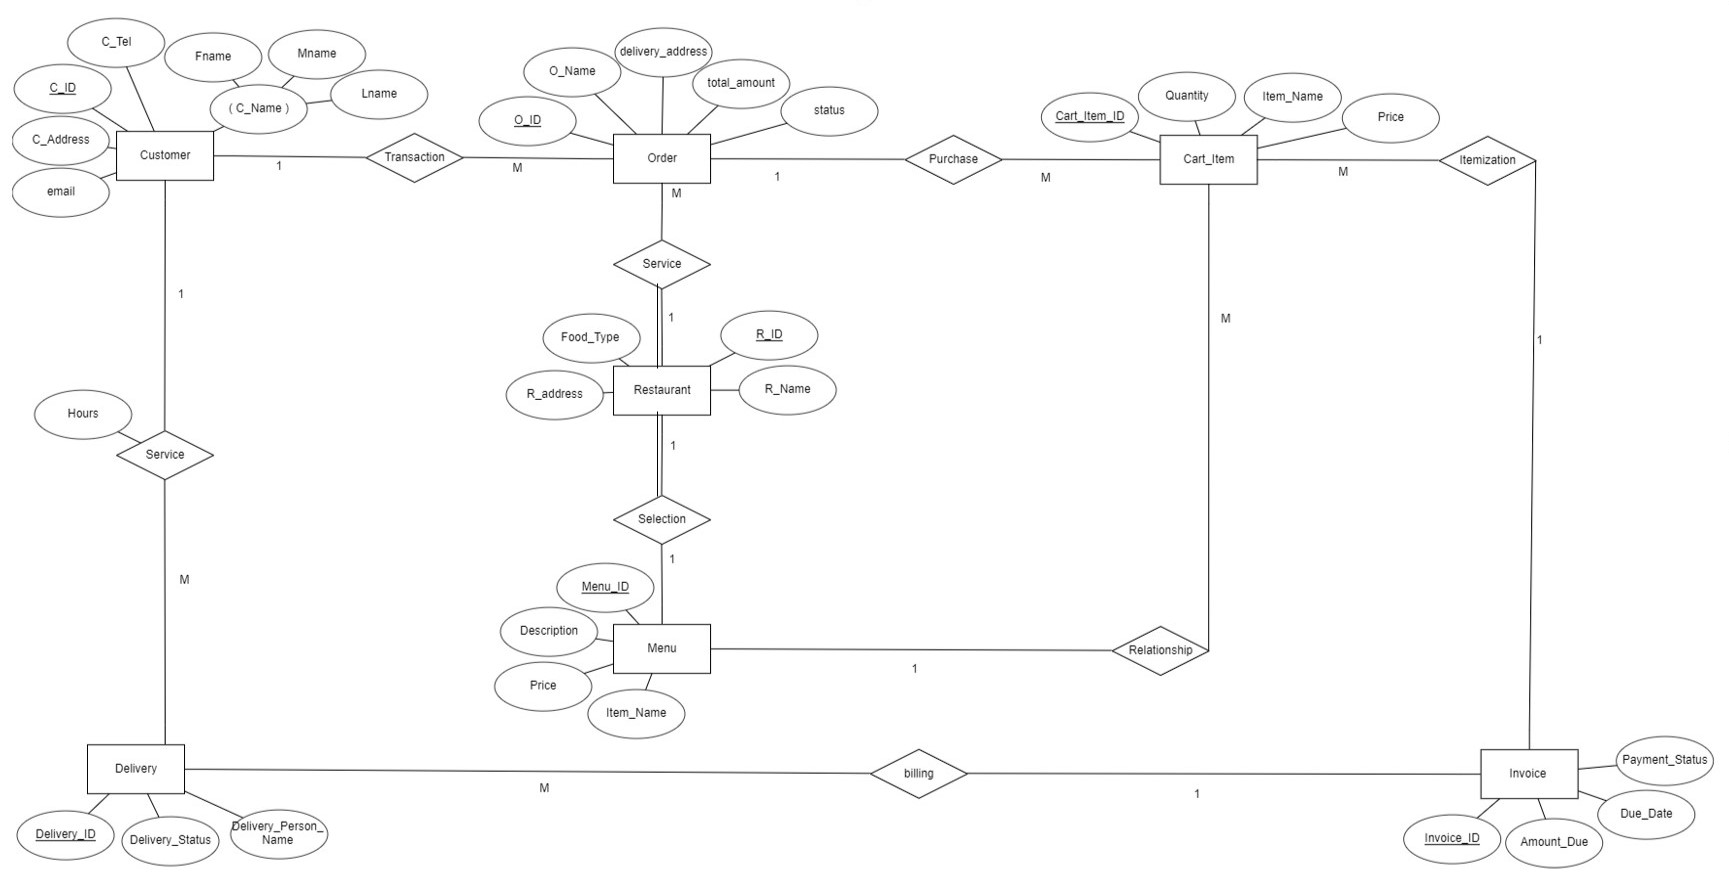 C_Tel
Fname
Mname
C_ID
( C_Name )
Lname
C_Address
email
Customer
1
Transaction
M
O_Name
delivery_address
total_amount
O_ID
status
Order
M
1
Purchase
M
Cart_Item_ID
Quantity
Item_Name
Price
Cart_Item
M
Itemization
1
Service
1
Food_Type
R_ID
R_address
Restaurant
R_Name
1
Selection
1
Menu_ID
Description
Menu
Price
Item_Name
1
Relationship
M
1
Hours
Service
M
Delivery
Delivery_ID
Delivery_Status
Delivery_Person_
Name
M
billing
1
Invoice
Payment_Status
Due_Date
Invoice_ID
Amount_Due